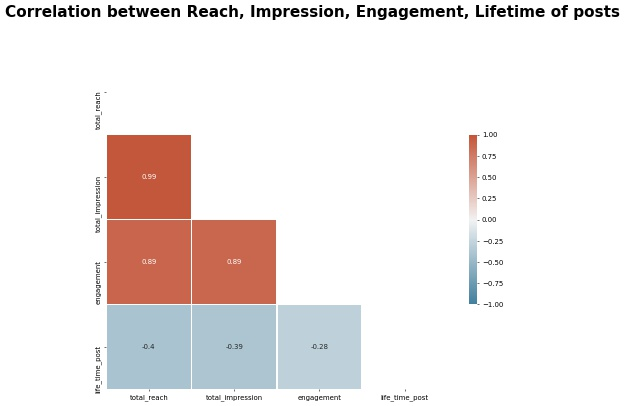 Correlation between Reach, Impression, Engagement, Lifetime of posts
total_reach
total_impression
engagement
life_time_post
0.99
0.89 0.89
-0.4 -0.39 -0.28
total_reach total_impression engagement life_time_post
1.00
0.75
0.50
0.25
0.00
−0.25
−0.50
−0.75
−1.00